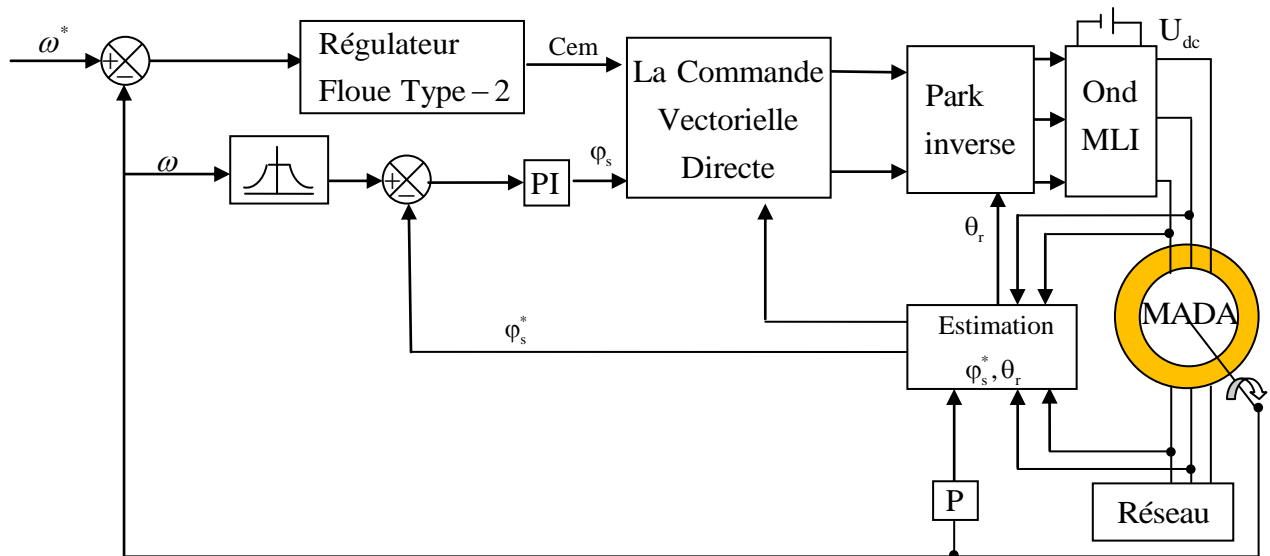 ω*
+
−
Régulateur
Floue Type – 2
Cem
La Commande
Vectorielle
Directe
Park
inverse
Ond
MLI
U_dc
ω
+
−
PI
φ_s
θ_r
φ_s*
Estimation
φ_s*, θ_r
MADA
P
Réseau